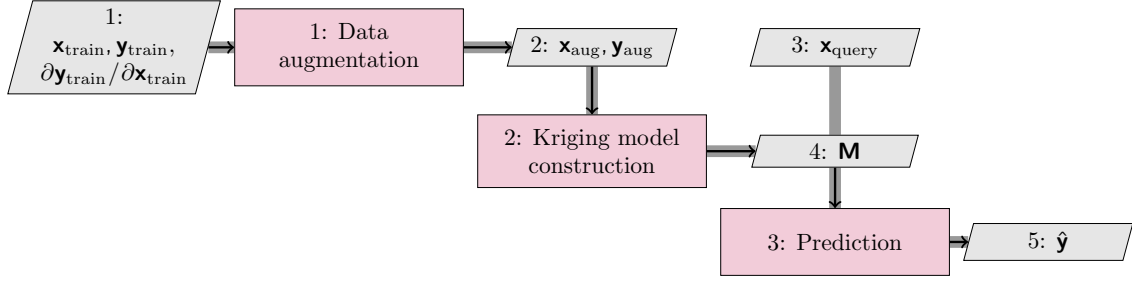 1:
x_train, y_train,
∂y_train/∂x_train
1: Data
augmentation
2: x_aug, y_aug
3: x_query
2: Kriging model
construction
4: M
3: Prediction
5: ŷ